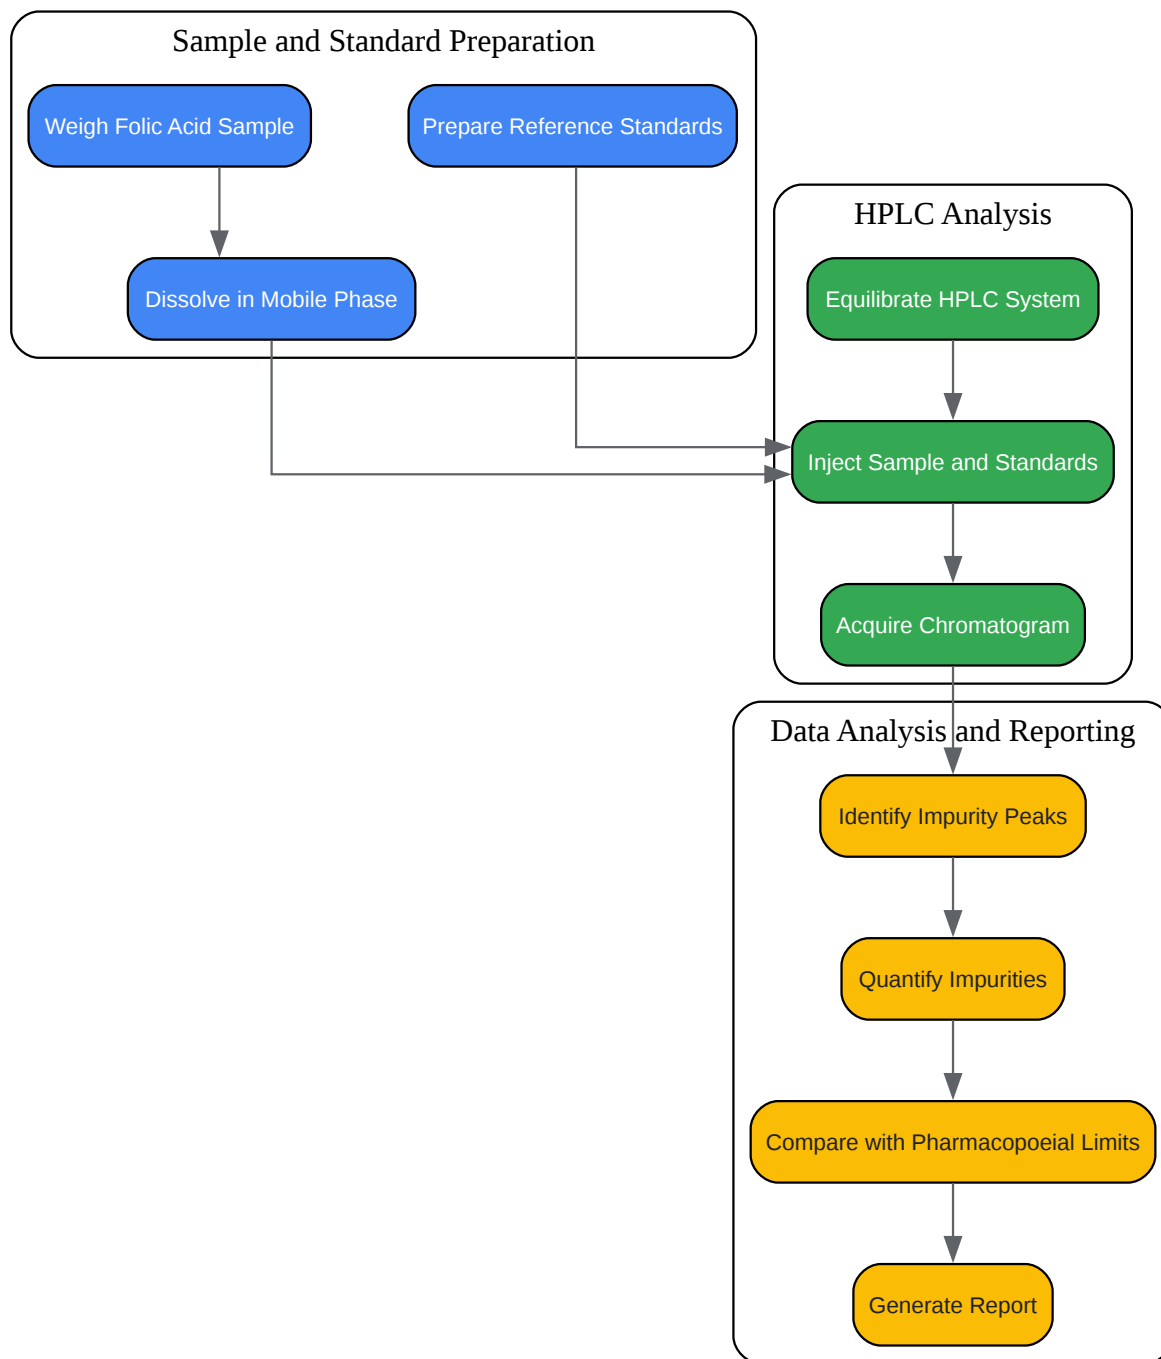 Sample and Standard Preparation
Weigh Folic Acid Sample
Prepare Reference Standards
Dissolve in Mobile Phase
HPLC Analysis
Equilibrate HPLC System
Inject Sample and Standards
Acquire Chromatogram
Data Analysis and Reporting
Identify Impurity Peaks
Quantify Impurities
Compare with Pharmacopoeial Limits
Generate Report